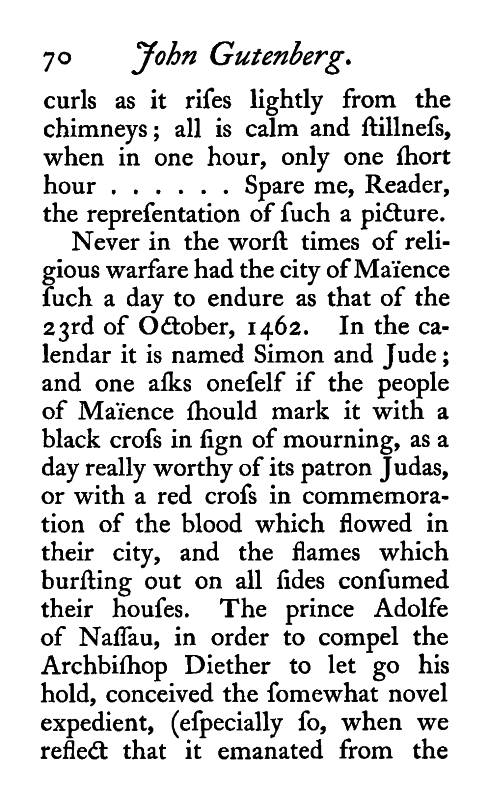 70 John Gutenberg.
curls as it riſes lightly from the
chimneys; all is calm and ſtillneſs,
when in one hour, only one ſhort
hour . . . . . . Spare me, Reader,
the repreſentation of ſuch a picture.
Never in the worſt times of reli-
gious warfare had the city of Maïence
ſuch a day to endure as that of the
23rd of October, 1462. In the ca-
lendar it is named Simon and Jude;
and one aſks oneſelf if the people
of Maïence ſhould mark it with a
black croſs in ſign of mourning, as a
day really worthy of its patron Judas,
or with a red croſs in commemora-
tion of the blood which flowed in
their city, and the flames which
burſting out on all ſides conſumed
their houſes. The prince Adolfe
of Naſſau, in order to compel the
Archbiſhop Diether to let go his
hold, conceived the ſomewhat novel
expedient, (eſpecially ſo, when we
reflect that it emanated from the